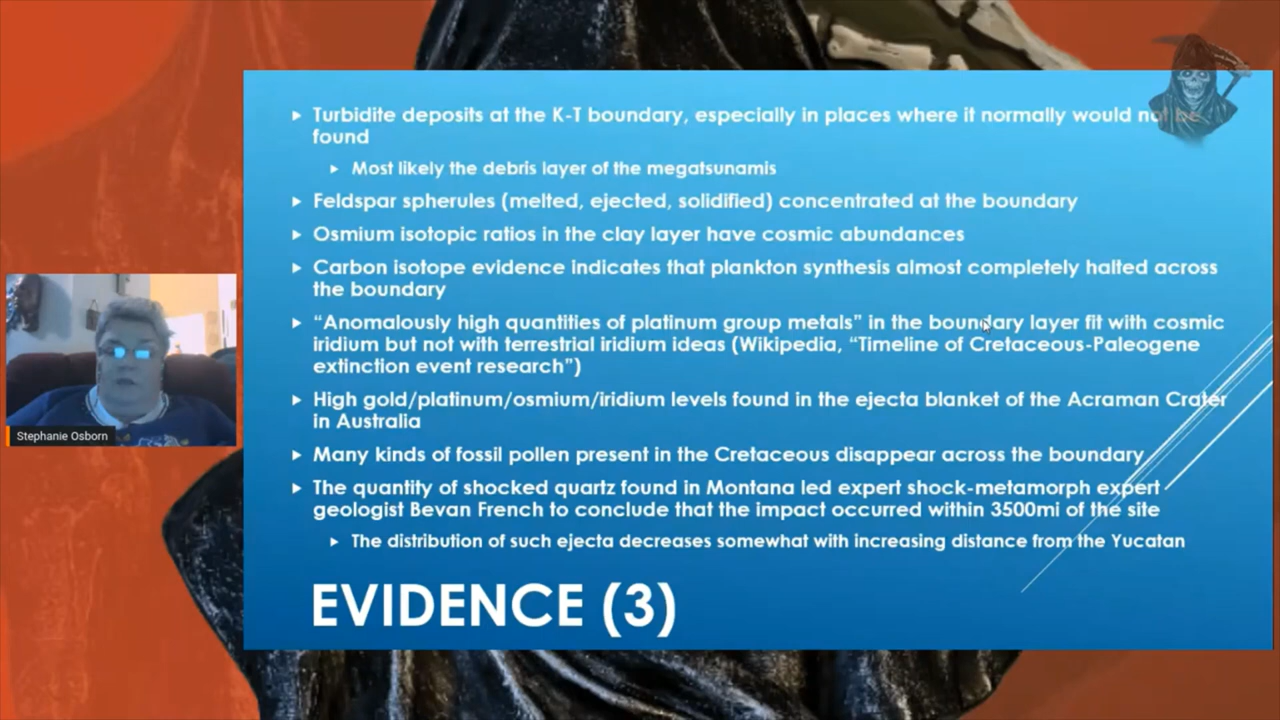 Turbidite deposits at the K-T boundary, especially in places where it normally would not be
found
Most likely the debris layer of the megatsunamis
Feldspar spherules (melted, ejected, solidified) concentrated at the boundary
Osmium isotopic ratios in the clay layer have cosmic abundances
Carbon isotope evidence indicates that plankton synthesis almost completely halted across
the boundary
“Anomalously high quantities of platinum group metals” in the boundary layer fit with cosmic
iridium but not with terrestrial iridium ideas (Wikipedia, “Timeline of Cretaceous-Paleogene
extinction event research”)
High gold/platinum/osmium/iridium levels found in the ejecta blanket of the Acraman Crater
in Australia
Many kinds of fossil pollen present in the Cretaceous disappear across the boundary
The quantity of shocked quartz found in Montana led expert shock-metamorph expert
geologist Bevan French to conclude that the impact occurred within 3500mi of the site
The distribution of such ejecta decreases somewhat with increasing distance from the Yucatan
EVIDENCE (3)
Stephanie Osborn